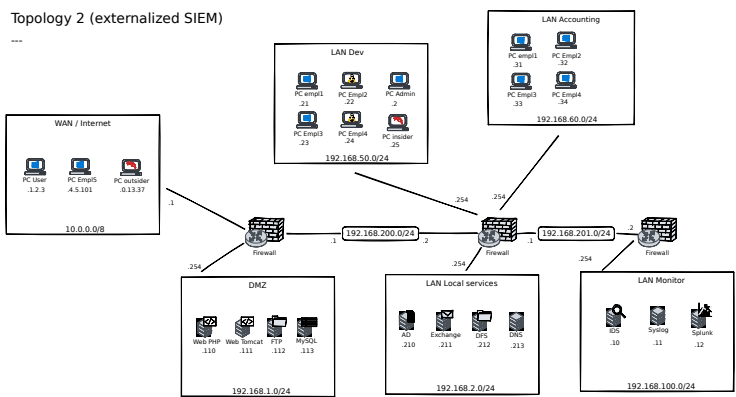 Topology 2 (externalized SIEM)
---
LAN Accounting
PC empl1
.31
PC Empl2
.32
PC Empl3
.33
PC Empl4
.34
192.168.60.0/24
LAN Dev
PC empl1
.21
PC Empl2
.22
PC Admin
.2
PC Empl3
.23
PC Empl4
.24
PC insider
.25
192.168.50.0/24
WAN / Internet
PC User
.1.2.3
PC Empl5
.4.5.101
PC outsider
.0.13.37
10.0.0.0/8
.1
.254
.254
Firewall
.1
192.168.200.0/24
.2
Firewall
.1
192.168.201.0/24
.2
Firewall
.254
.254
.254
DMZ
Web PHP
.110
Web Tomcat
.111
FTP
.112
MySQL
.113
192.168.1.0/24
LAN Local services
AD
.210
Exchange
.211
DFS
.212
DNS
.213
192.168.2.0/24
LAN Monitor
IDS
.10
Syslog
.11
Splunk
.12
192.168.100.0/24